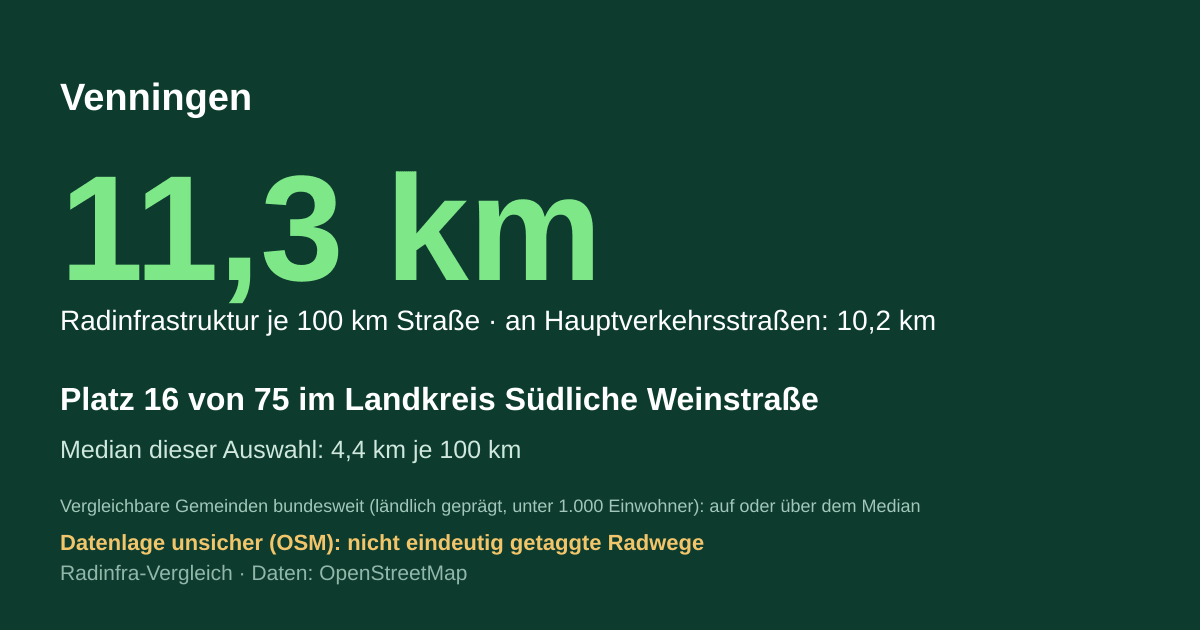 Venningen
11,3 km
Radinfrastruktur je 100 km Straße · an Hauptverkehrsstraßen: 10,2 km
Platz 16 von 75 im Landkreis Südliche Weinstraße
Median dieser Auswahl: 4,4 km je 100 km
Vergleichbare Gemeinden bundesweit (ländlich geprägt, unter 1.000 Einwohner): auf oder über dem Median
Datenlage unsicher (OSM): nicht eindeutig getaggte Radwege
Radinfra-Vergleich · Daten: OpenStreetMap